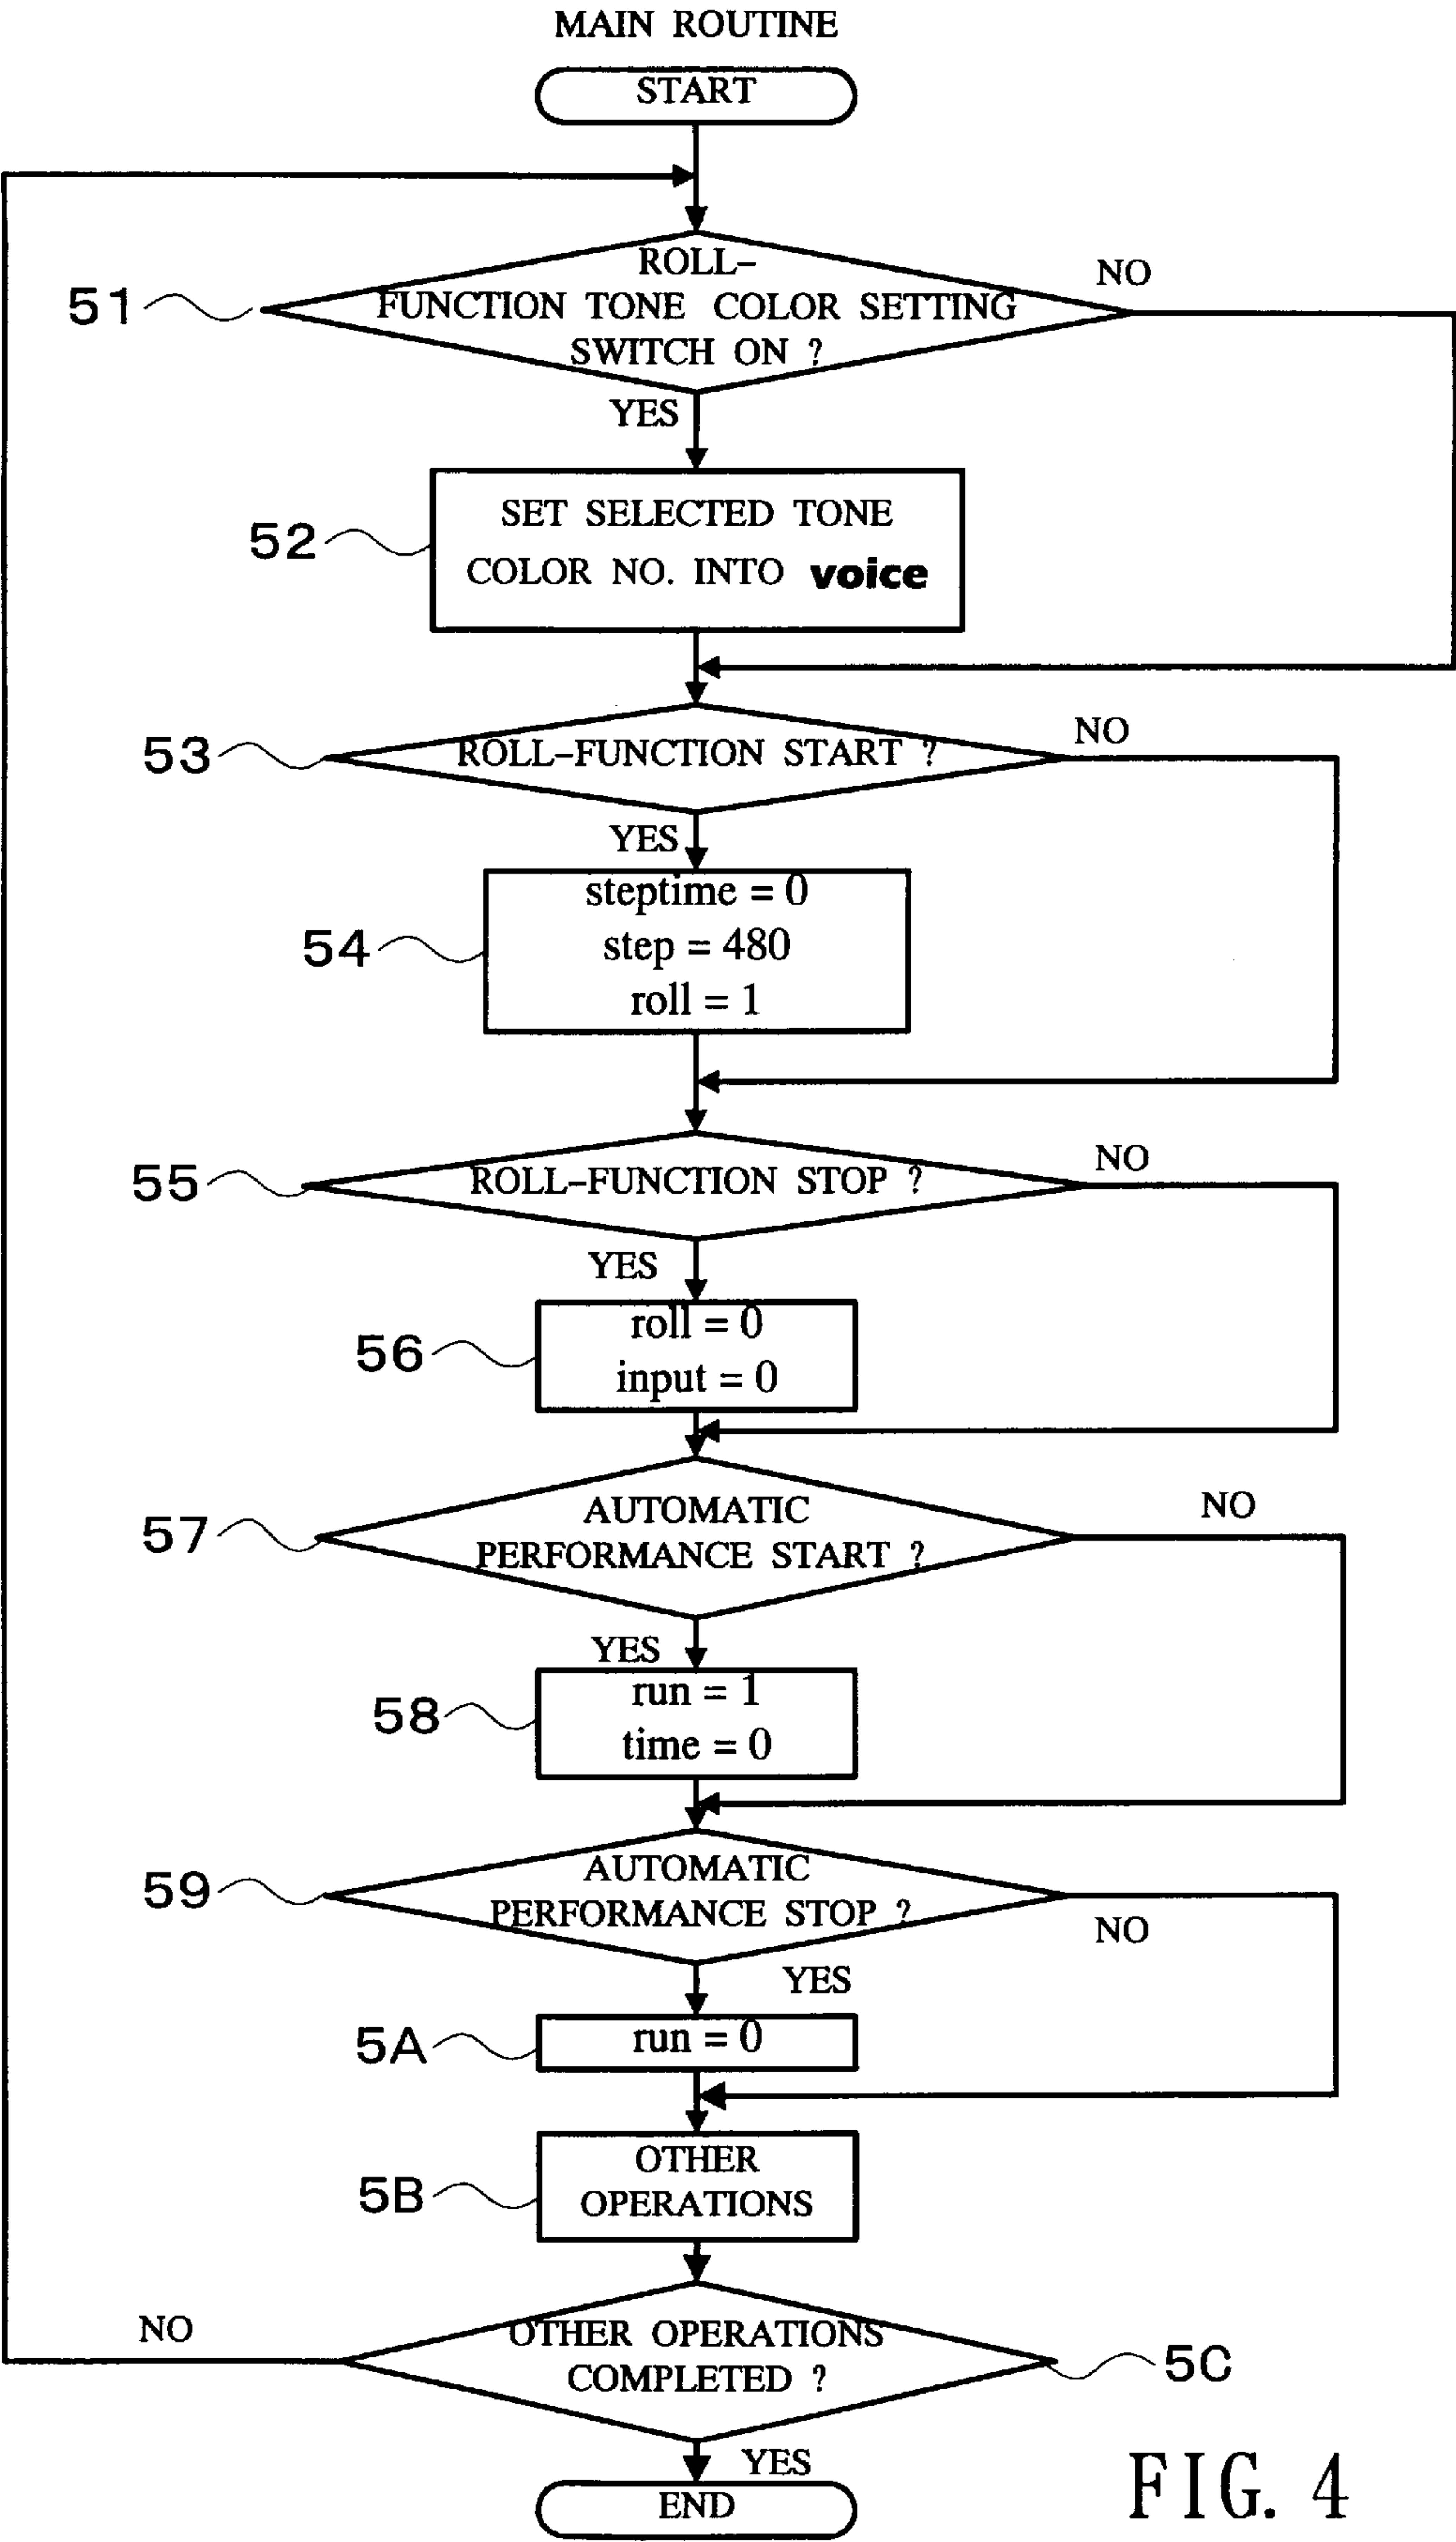 MAIN ROUTINE
START
ROLL-
FUNCTION TONE COLOR SETTING
SWITCH ON ?
NO
51
YES
SET SELECTED TONE
COLOR NO. INTO voice
52
ROLL-FUNCTION START ?
NO
53
YES
steptime = 0
step = 480
roll = 1
54
ROLL-FUNCTION STOP ?
NO
55
YES
roll = 0
input = 0
56
AUTOMATIC
PERFORMANCE START ?
NO
57
YES
run = 1
time = 0
58
AUTOMATIC
PERFORMANCE STOP ?
NO
59
YES
run = 0
5A
OTHER
OPERATIONS
5B
OTHER OPERATIONS
COMPLETED ?
NO
5C
YES
END
FIG. 4